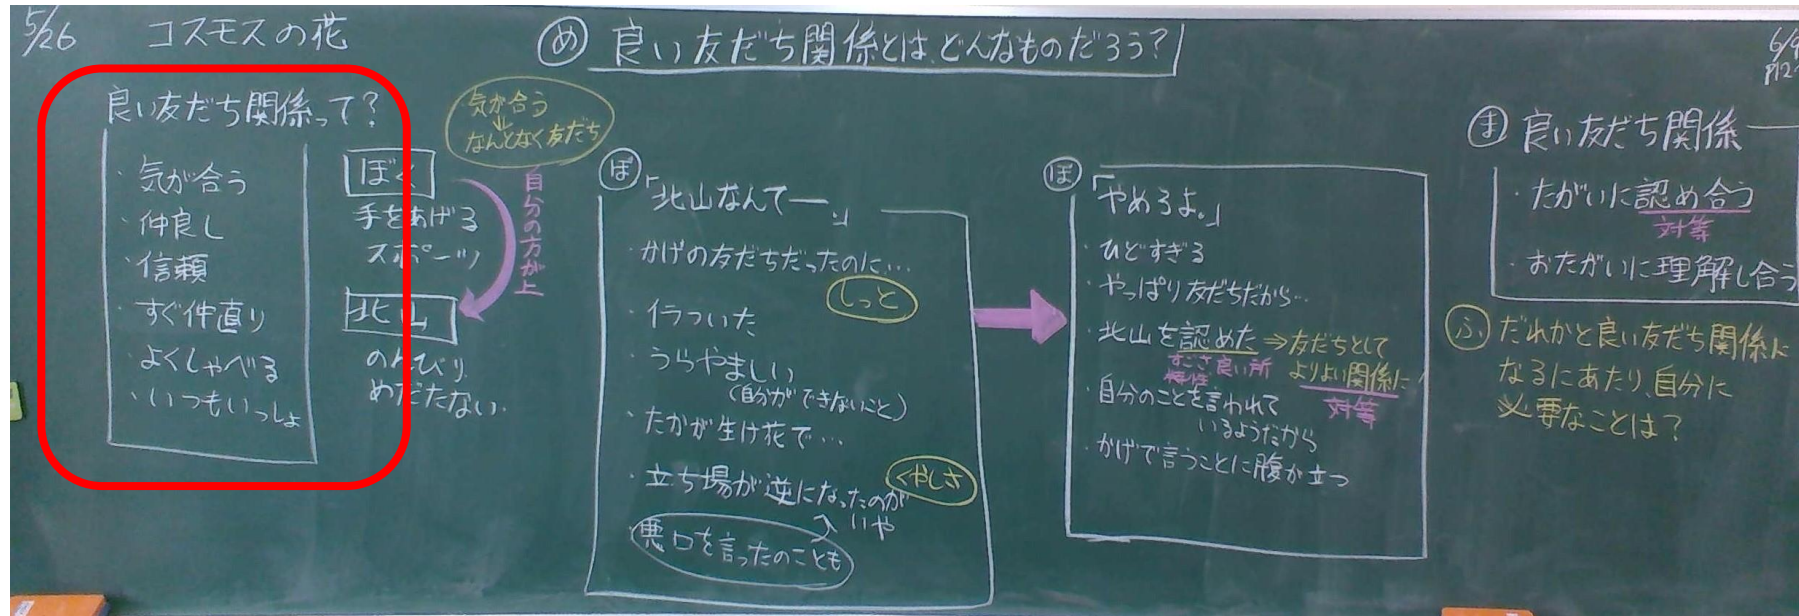 5/26
コスモスの花
め 良い友だち関係とは、どんなものだろう?
6/9
良い友だち関係って?
・気が合う
・仲良し
・信頼
・すぐ仲直り
・よくしゃべる
・いつもいっしょ
気が合う
↓
なんとなく友だち
ぼく
手をあげる
スポーツ
自分の方が上
北山
のんびり
めだたない。
ぼ
「北山なんてー。」
・かげの友だちだったのに…
しっと
・イラついた
・うらやましい
(自分ができないこと)
・たかが生け花で…
・立ち場が逆になったのが
いや
くやしさ
・悪口を言ったのことも
ぼ
「やめろよ。」
・ひどすぎる
・やっぱり友だちだから…
・北山を認めた⇒友だちとして
すごさ 良い所
よりよい関係に
対等
・自分のことを言われて
いるようだから
・かげで言うことに腹が立つ
ま 良い友だち関係
・たがいに認め合う
対等
・おたがいに理解し合う
ふ だれかと良い友だち関係に
なるにあたり、自分に
必要なことは?